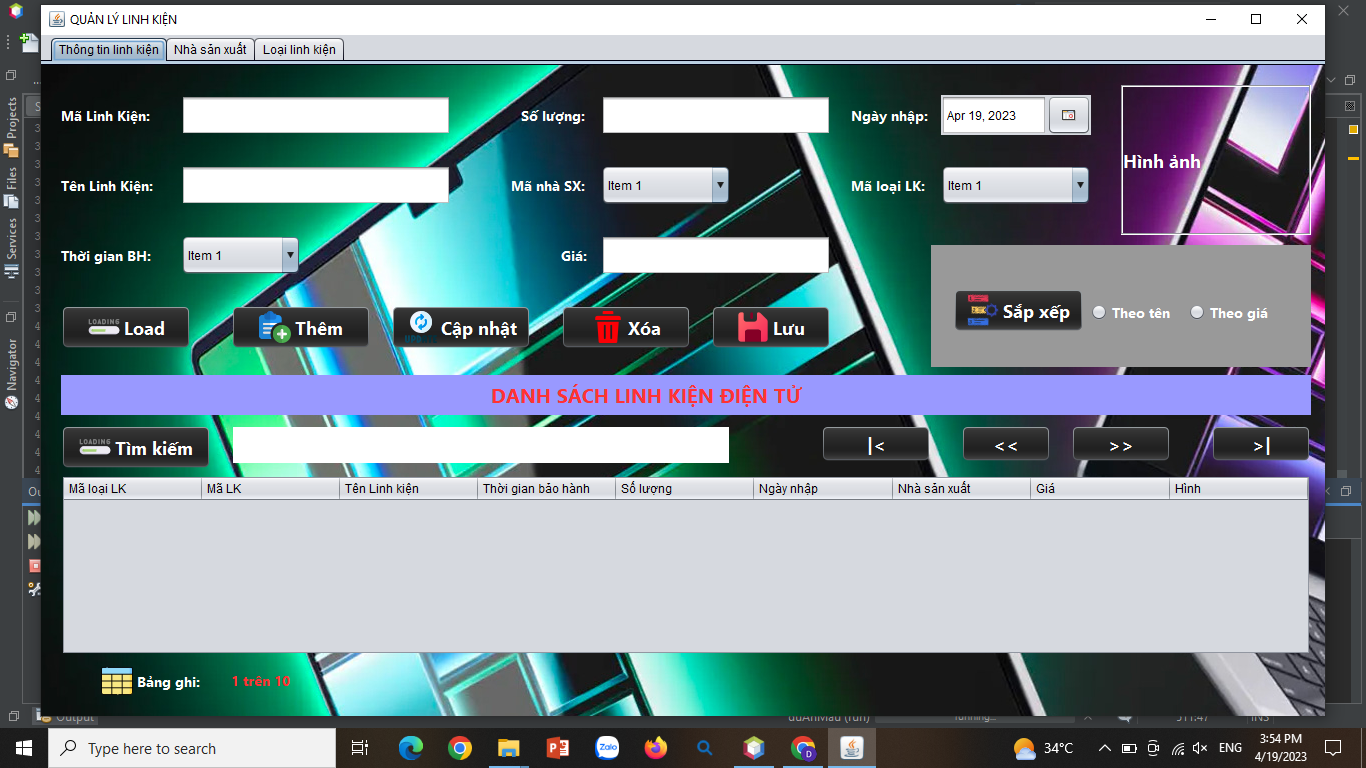 QUẢN LÝ LINH KIỆN
Thông tin linh kiện Nhà sản xuất Loại linh kiện
Mã Linh Kiện: Số lượng: Ngày nhập: Apr 19, 2023
Hình ảnh
Tên Linh Kiện: Mã nhà SX: Item 1 Mã loại LK: Item 1
Thời gian BH: Item 1 Giá:
Sắp xếp Theo tên Theo giá
LOADING Load Thêm Cập nhật Xóa Lưu
DANH SÁCH LINH KIỆN ĐIỆN TỬ
LOADING Tìm kiếm |< << >> >|
Mã loại LK Mã LK Tên Linh kiện Thời gian bảo hành Số lượng Ngày nhập Nhà sản xuất Giá Hình
Bảng ghi: 1 trên 10
Projects
Files
Services
Navigator
Output
Type here to search
Zalo
34°C
ENG
3:54 PM
4/19/2023